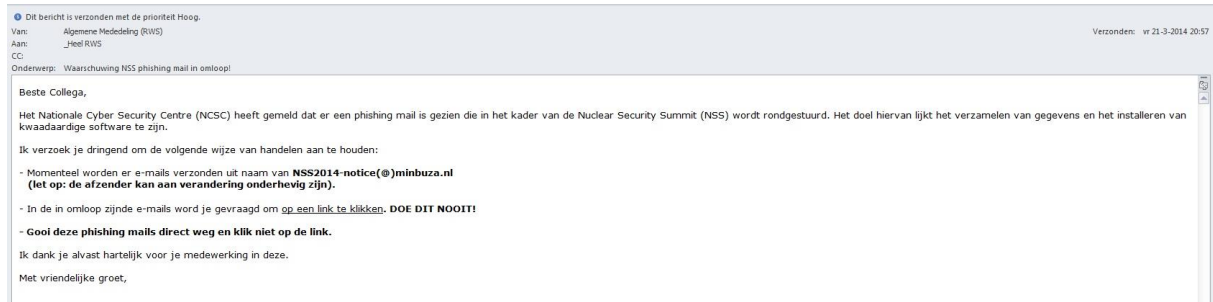 Dit bericht is verzonden met de prioriteit Hoog.
Van: Algemene Mededeling (RWS) Verzonden: vr 21-3-2014 20:57
Aan: _Heel RWS
CC:
Onderwerp: Waarschuwing NSS phishing mail in omloop!
Beste Collega,
Het Nationale Cyber Security Centre (NCSC) heeft gemeld dat er een phishing mail is gezien die in het kader van de Nuclear Security Summit (NSS) wordt rondgestuurd. Het doel hiervan lijkt het verzamelen van gegevens en het installeren van
kwaadaardige software te zijn.
Ik verzoek je dringend om de volgende wijze van handelen aan te houden:
- Momenteel worden er e-mails verzonden uit naam van NSS2014-notice(@)minbuza.nl
(let op: de afzender kan aan verandering onderhevig zijn).
- In de in omloop zijnde e-mails word je gevraagd om op een link te klikken. DOE DIT NOOIT!
- Gooi deze phishing mails direct weg en klik niet op de link.
Ik dank je alvast hartelijk voor je medewerking in deze.
Met vriendelijke groet,